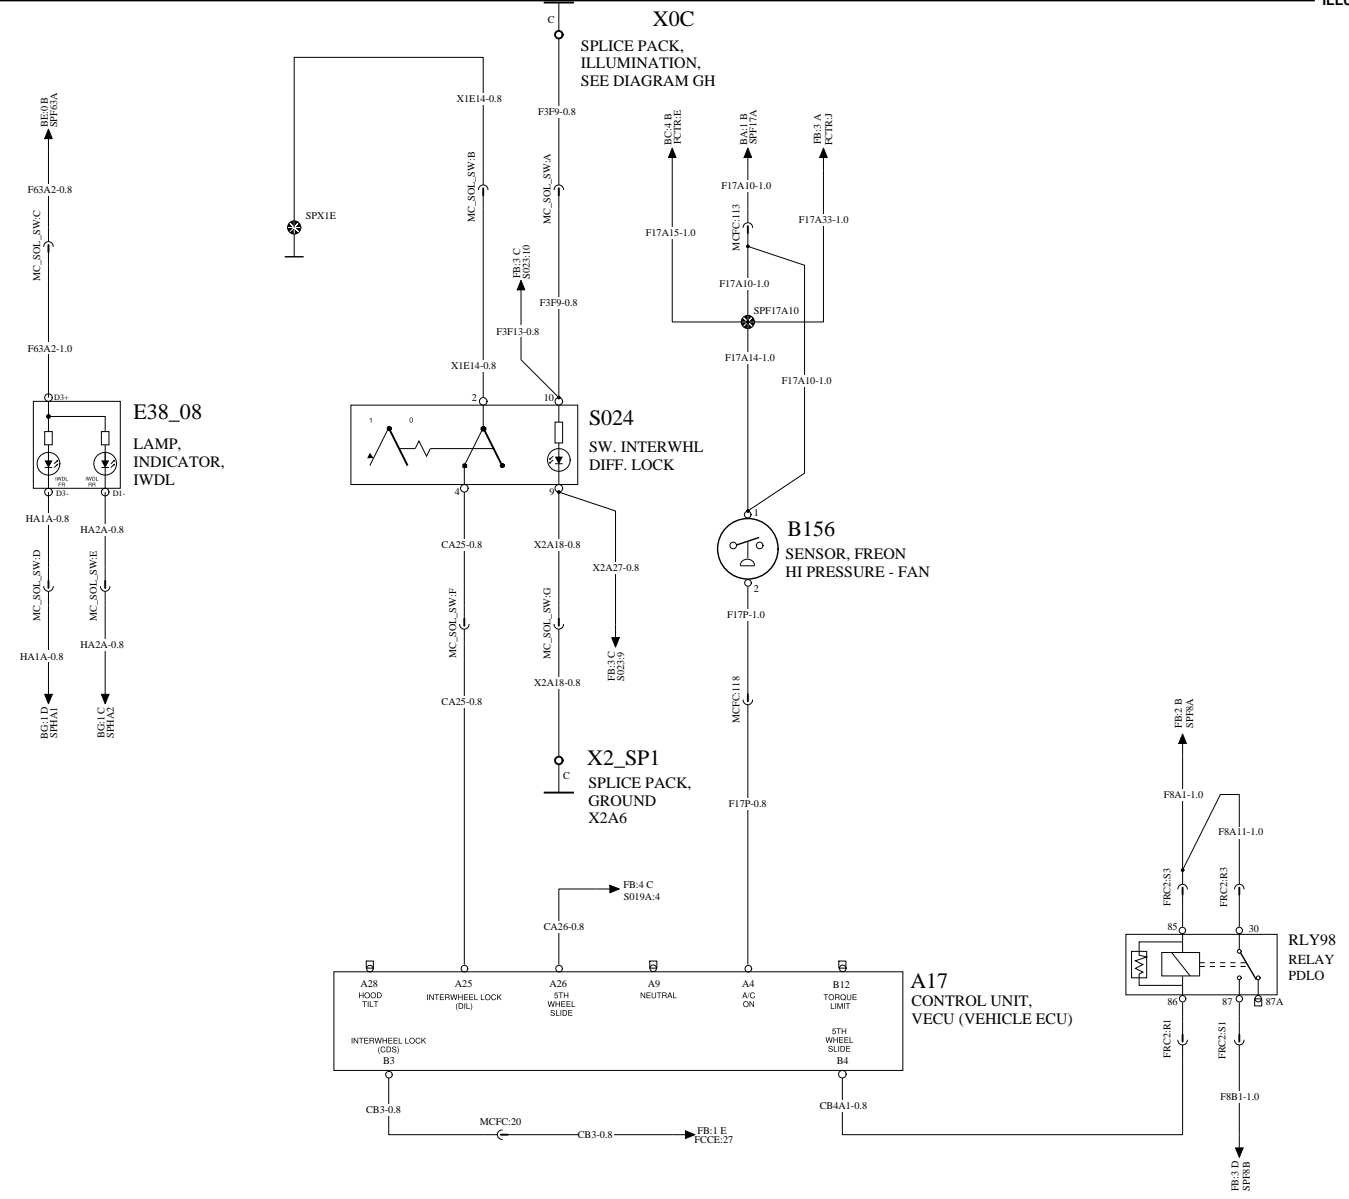 ILLU
C
X0C
SPLICE PACK,
ILLUMINATION,
SEE DIAGRAM GH
X1E14-0.8
F3F9-0.8
BE:0 B
SPF63A
BC:4 B
FCTR:E
BA:1 B
SPF17A
FB:3 A
FCTR:J
F63A2-0.8
MC_SOL_SW:B
MC_SOL_SW:A
F17A10-1.0
MC_SOL_SW:C
SPX1E
F17A15-1.0
MCFC:113
F17A33-1.0
FB:3 C
S023:10
F17A10-1.0
F3F9-0.8
SPF17A10
F3F13-0.8
F63A2-1.0
X1E14-0.8
F17A14-1.0
F17A10-1.0
D3+
2
10
E38_08
LAMP,
INDICATOR,
IWDL
1
0
S024
SW. INTERWHL
DIFF. LOCK
IWDL
FR
IWDL
RR
D3-
D1-
4
9
HA1A-0.8
HA2A-0.8
1
B156
SENSOR, FREON
HI PRESSURE - FAN
CA25-0.8
X2A18-0.8
X2A27-0.8
MC_SOL_SW:D
MC_SOL_SW:E
2
MC_SOL_SW:F
MC_SOL_SW:G
F17P-1.0
HA1A-0.8
HA2A-0.8
FB:3 C
S023:9
X2A18-0.8
CA25-0.8
MCFC:118
BG:1 D
SPHA1
BG:1 C
SPHA2
FB:2 B
SPF8A
X2_SP1
C
SPLICE PACK,
GROUND
X2A6
F17P-0.8
F8A1-1.0
F8A11-1.0
FB:4 C
S019A:4
FRC2:S3
FRC2:R3
CA26-0.8
85
30
RLY98
RELAY
PDLO
A28
HOOD
TILT
A25
INTERWHEEL LOCK
(DIL)
A26
5TH
WHEEL
SLIDE
A9
NEUTRAL
A4
A/C
ON
B12
TORQUE
LIMIT
A17
CONTROL UNIT,
VECU (VEHICLE ECU)
86
87
87A
INTERWHEEL LOCK
(CDS)
B3
5TH
WHEEL
SLIDE
B4
FRC2:R1
FRC2:S1
CB3-0.8
CB4A1-0.8
F8B1-1.0
MCFC:20
CB3-0.8
FB:1 E
FCCE:27
FB:3 D
SPF8B